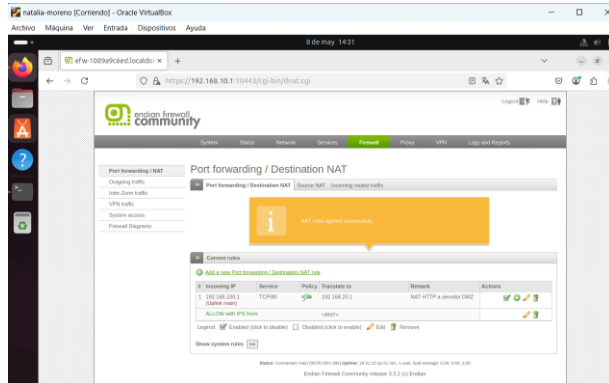 natalia-moreno [Corriendo] - Oracle VirtualBox
Archivo Máquina Ver Entrada Dispositivos Ayuda
8 de may 14:31
efw-1089a9c6ed.localdo
https://192.168.10.1:10443/cgi-bin/dnat.cgi
endian firewall
community
Logout Help
System Status Network Services Firewall Proxy VPN Logs and Reports
Port forwarding / NAT
Outgoing traffic
Inter-Zone traffic
VPN traffic
System access
Firewall Diagrams
Port forwarding / Destination NAT
Port forwarding / Destination NAT Source NAT Incoming routed traffic
NAT rules applied successfully
Current rules
Add a new Port forwarding / Destination NAT rule
# Incoming IP Service Policy Translate to Remark Actions
1 192.168.100.1 TCP/80 192.168.20.1 NAT HTTP a servidor DMZ
(Uplink main)
ALLOW with IPS from: <ANY>
Legend: Enabled (click to disable) Disabled (click to enable) Edit Remove
Show system rules >>
Endian Firewall Community release 3.3.2 (c) Endian